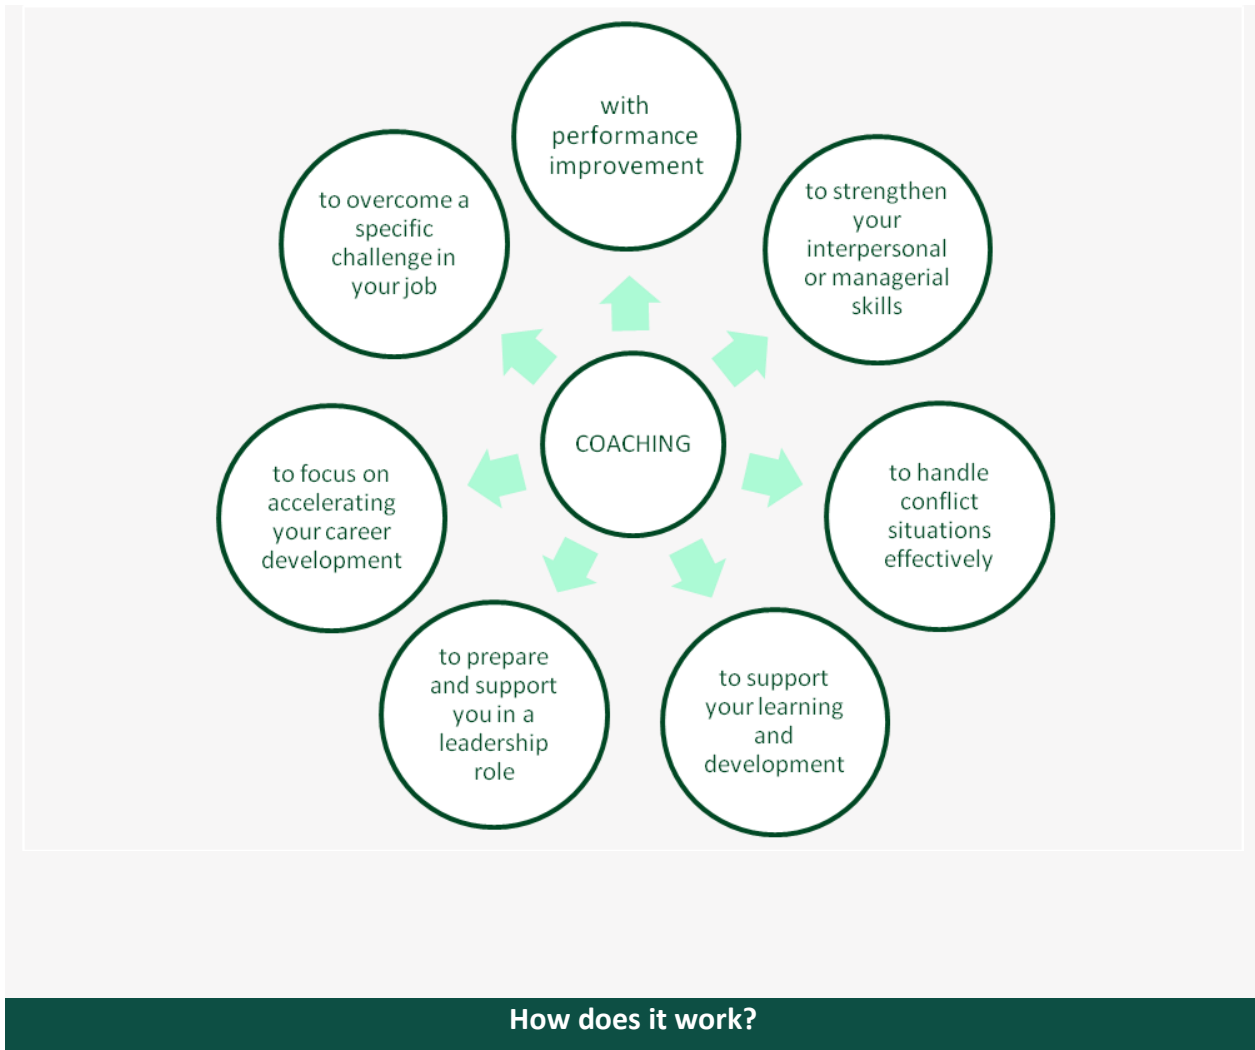 with
performance
improvement
to strengthen
your
interpersonal
or managerial
skills
to handle
conflict
situations
effectively
to support
your learning
and
development
to prepare
and support
you in a
leadership
role
to focus on
accelerating
your career
development
to overcome a
specific
challenge in
your job
COACHING
How does it work?